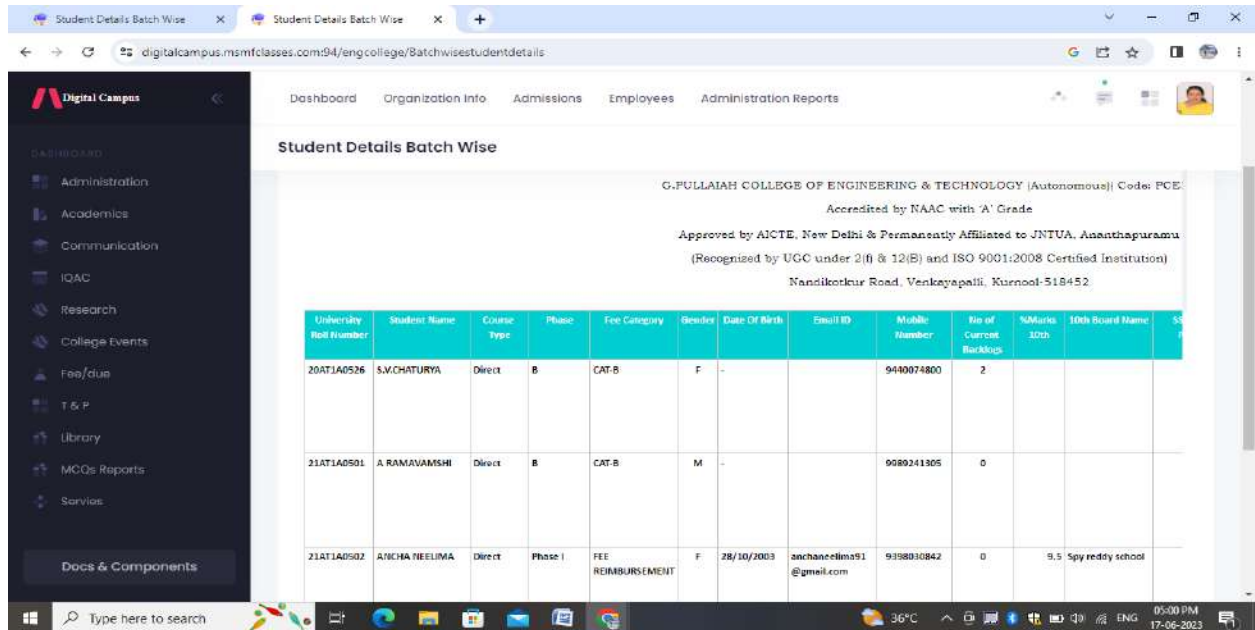 Student Details Batch Wise
Student Details Batch Wise
digitalcampus.msmfclasses.com:94/engcollege/Batchwisestudentdetails
Digital Campus
Dashboard Organization Info Admissions Employees Administration Reports
DASHBOARD
Student Details Batch Wise
Administration
Academics
Communication
IQAC
Research
College Events
Fee/due
T & P
Library
MCQs Reports
Docs & Components
G.PULLAIAH COLLEGE OF ENGINEERING & TECHNOLOGY (Autonomous)| Code: PCE
Accredited by NAAC with 'A' Grade
Approved by AICTE, New Delhi & Permanently Affiliated to JNTUA, Ananthapuramu
(Recognized by UGC under 2(f) & 12(B) and ISO 9001:2008 Certified Institution)
Nandikotkur Road, Venkayapalli, Kurnool-518452
University Student Name Course Phase Fee Category Gender Date Of Birth Email ID Mobile No of %Marks 10th Board Name
Roll Number Type Number Current 10th
Backlogs
20AT1A0526 S.V.CHATURYA Direct B CAT-B F - 9440074800 2
21AT1A0501 A RAMAVAMSHI Direct B CAT-B M - 9989241305 0
21AT1A0502 ANCHA NEELIMA Direct Phase I FEE F 28/10/2003 anchaneelima91 9398030842 0 9.5 Spy reddy school
REIMBURSEMENT @gmail.com
Type here to search
36°C
ENG
05:00 PM
17-06-2023